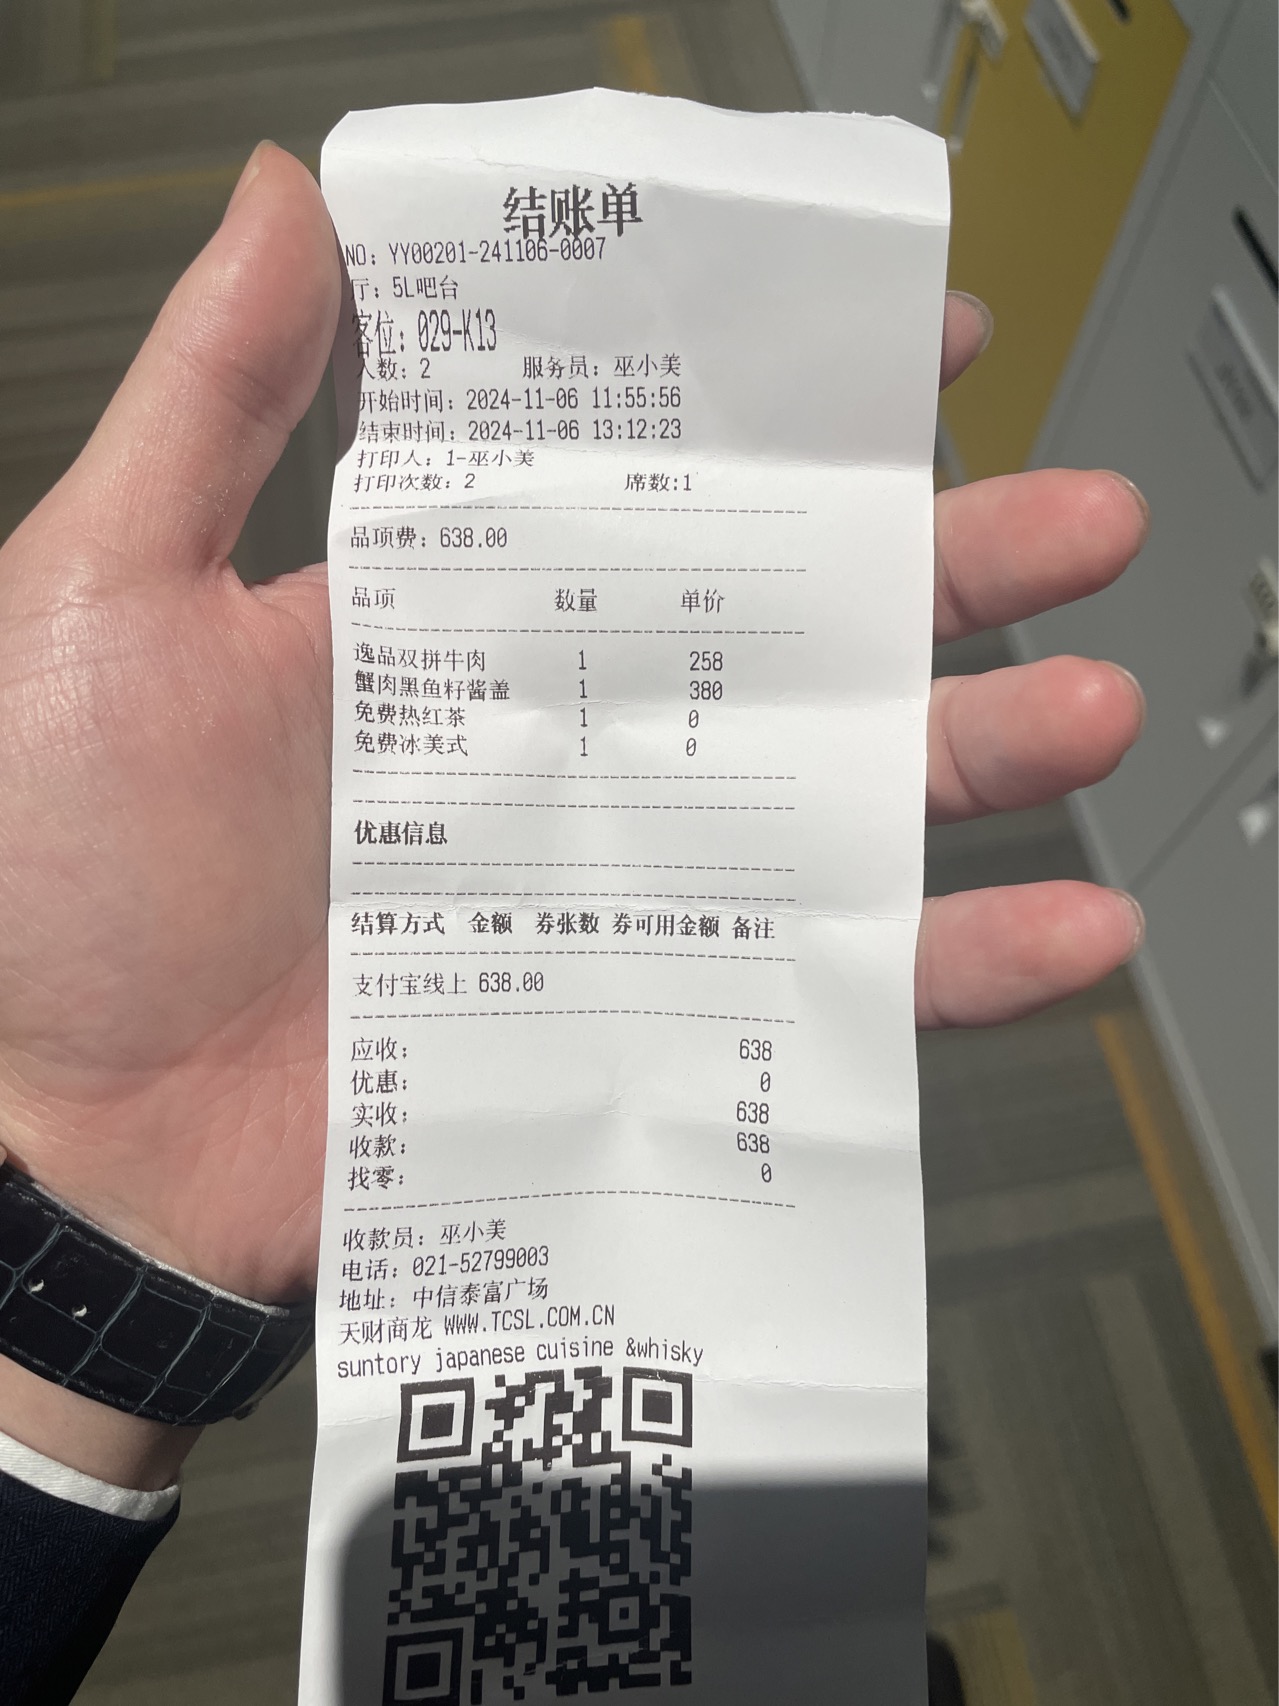 结账单
NO: YY00201-241106-0007
厅: 5L吧台
客位: 029-K13
人数: 2 服务员: 巫小美
开始时间: 2024-11-06 11:55:56
结束时间: 2024-11-06 13:12:23
打印人: 1-巫小美
打印次数: 2 席数:1
品项费: 638.00
品项 数量 单价
逸品双拼牛肉 1 258
蟹肉黑鱼籽酱盖 1 380
免费热红茶 1 0
免费冰美式 1 0
优惠信息
结算方式 金额 券张数 券可用金额 备注
支付宝线上 638.00
应收: 638
优惠: 0
实收: 638
收款: 638
找零: 0
收款员: 巫小美
电话: 021-52799003
地址: 中信泰富广场
天财商龙 WWW.TCSL.COM.CN
suntory japanese cuisine &whisky